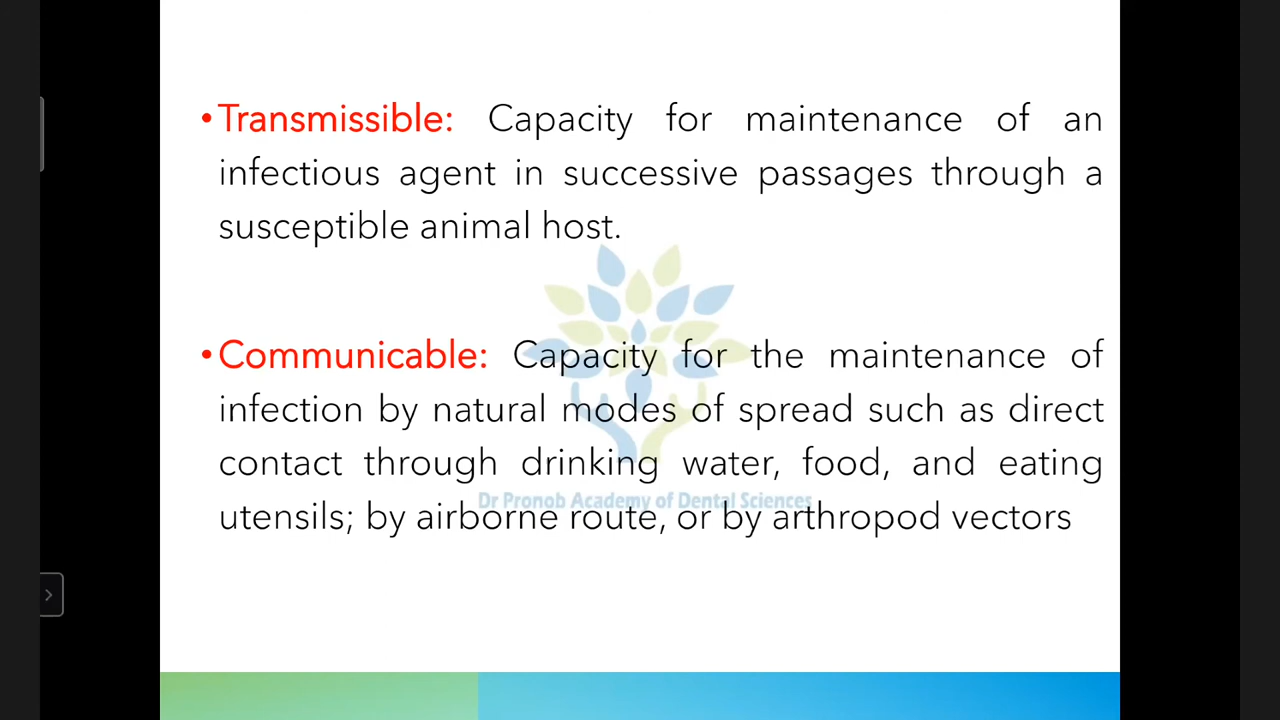 •Transmissible: Capacity for maintenance of an
infectious agent in successive passages through a
susceptible animal host.
•Communicable: Capacity for the maintenance of
infection by natural modes of spread such as direct
contact through drinking water, food, and eating
Dr Pronob Academy of Dental Sciences
utensils; by airborne route, or by arthropod vectors